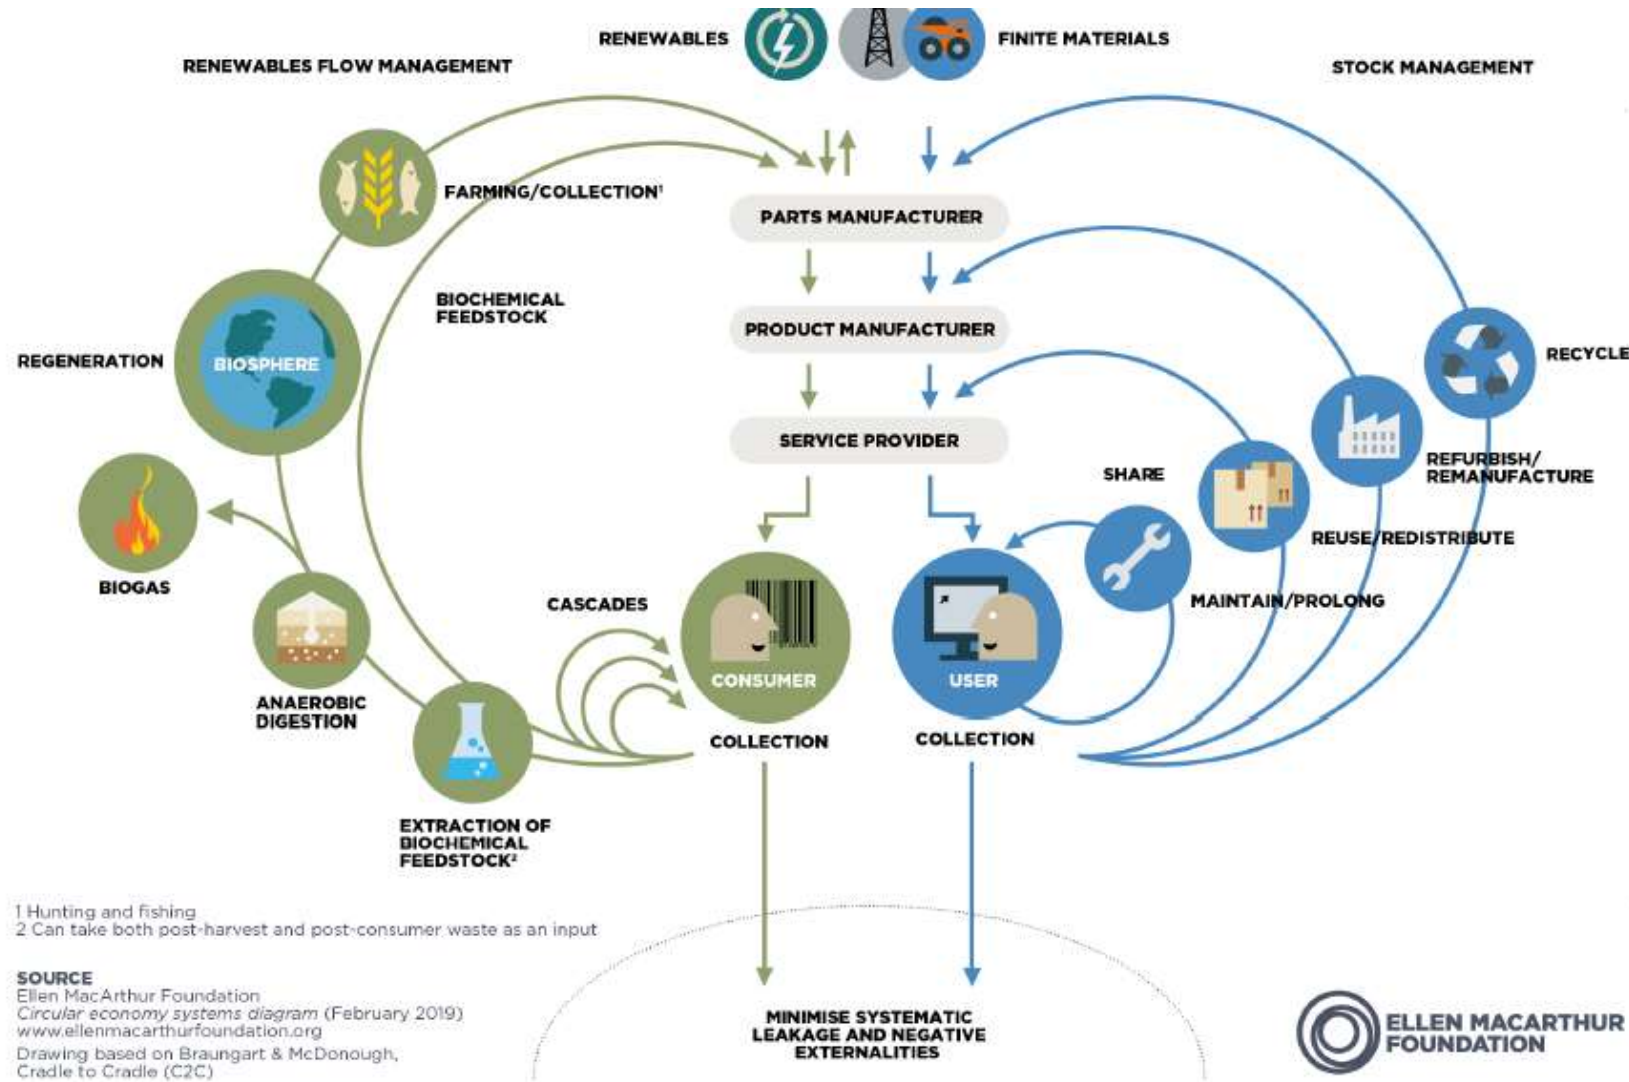 RENEWABLES
FINITE MATERIALS
RENEWABLES FLOW MANAGEMENT
STOCK MANAGEMENT
FARMING/COLLECTION¹
PARTS MANUFACTURER
BIOCHEMICAL
FEEDSTOCK
PRODUCT MANUFACTURER
REGENERATION
BIOSPHERE
RECYCLE
SERVICE PROVIDER
REFURBISH/
REMANUFACTURE
SHARE
REUSE/REDISTRIBUTE
BIOGAS
CASCADES
MAINTAIN/PROLONG
CONSUMER
USER
ANAEROBIC
DIGESTION
COLLECTION
COLLECTION
EXTRACTION OF
BIOCHEMICAL
FEEDSTOCK²
1 Hunting and fishing
2 Can take both post-harvest and post-consumer waste as an input
SOURCE
Ellen MacArthur Foundation
Circular economy systems diagram (February 2019)
www.ellenmacarthurfoundation.org
Drawing based on Braungart & McDonough,
Cradle to Cradle (C2C)
MINIMISE SYSTEMATIC
LEAKAGE AND NEGATIVE
EXTERNALITIES
ELLEN MACARTHUR
FOUNDATION